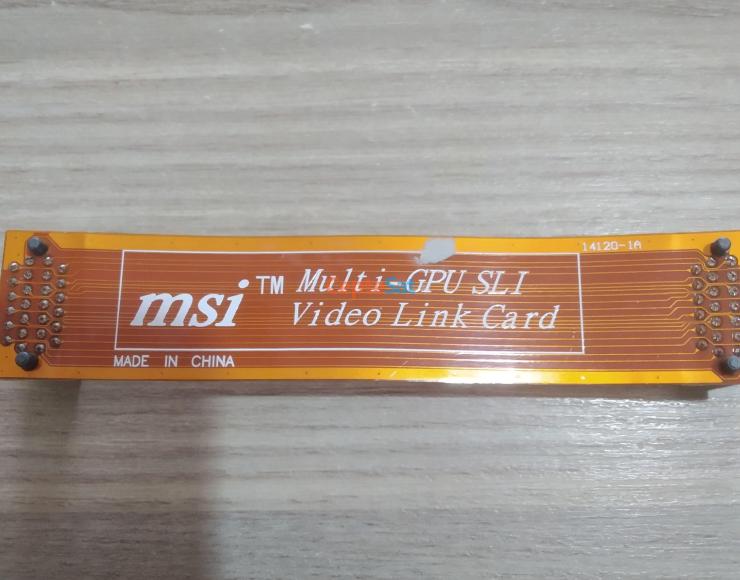 14120-1A
msi™ Multi-GPU SLI
Video Link Card
MADE IN CHINA